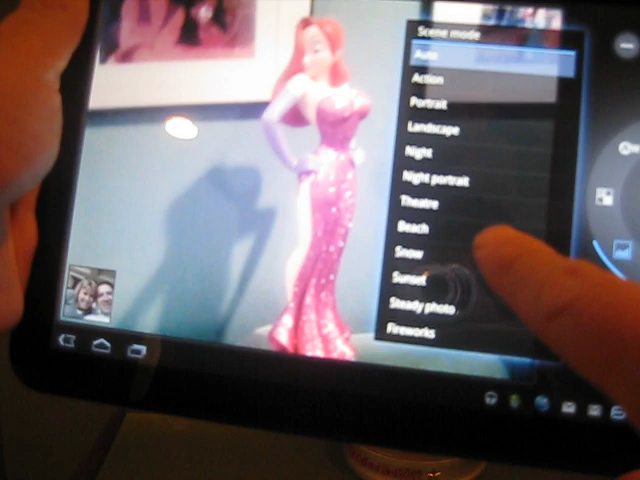 Scene mode
Auto
Action
Portrait
Landscape
Night
Night portrait
Theatre
Beach
Snow
Sunset
Steady photo
Fireworks